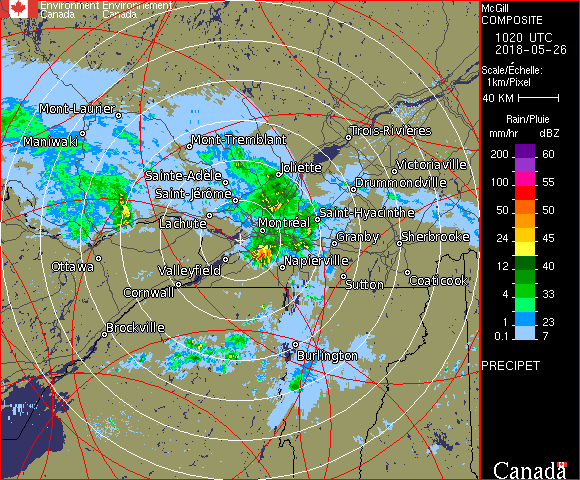 Environment Environnement
Canada Canada
McGill
COMPOSITE
1020 UTC
2018-05-26
Scale/Échelle:
1km/Pixel
40 KM
Rain/Pluie
mm/hr dBZ
200 60
150 57
100 55
50 50
24 45
12 40
4 33
1 23
0.1 7
PRECIPET
Canada
Mont-Laurier
Maniwaki
Mont-Tremblant
Trois-Rivières
Sainte-Adèle
Joliette
Victoriaville
Saint-Jérôme
Drummondville
Lachute
Saint-Hyacinthe
Montréal
Granby
Sherbrooke
Ottawa
Valleyfield
Napierville
Cornwall
Sutton
Coaticook
Brockville
Burlington